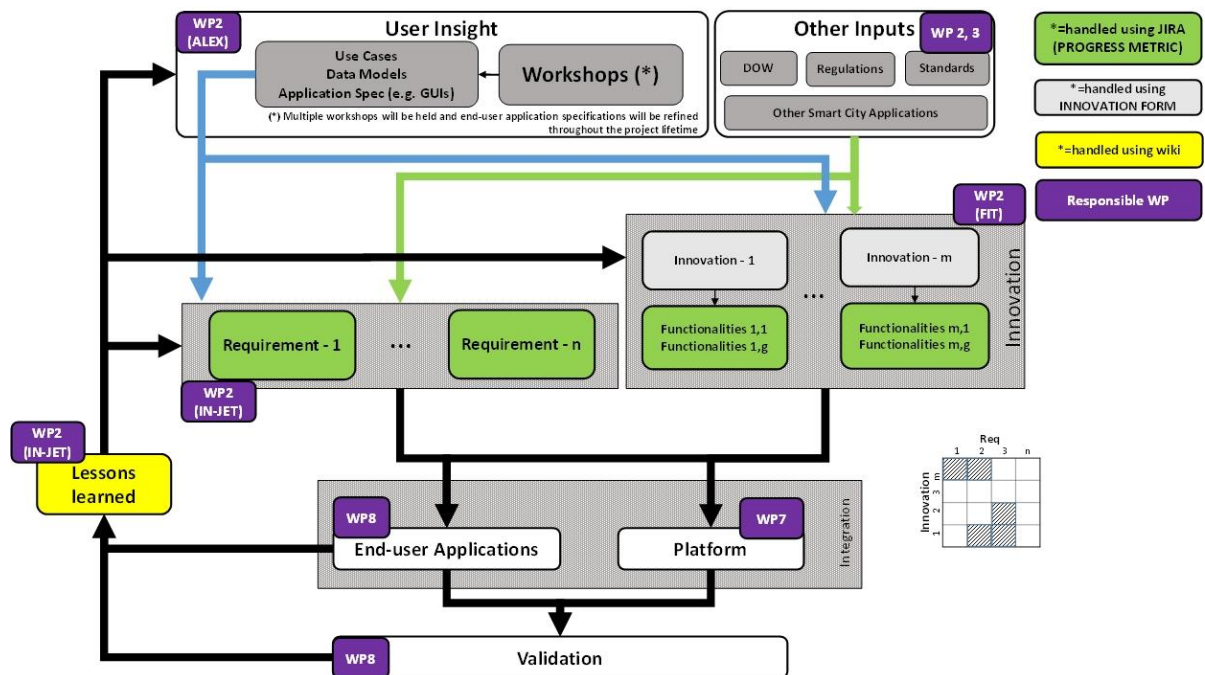 WP2
(ALEX)
User Insight
Use Cases
Data Models
Application Spec (e.g. GUIs)
Workshops (*)
(*) Multiple workshops will be held and end-user application specifications will be refined
throughout the project lifetime
Other Inputs
WP 2, 3
DOW
Regulations
Standards
Other Smart City Applications
*=handled using JIRA
(PROGRESS METRIC)
*=handled using
INNOVATION FORM
*=handled using wiki
Responsible WP
WP2
(FIT)
Innovation - 1
...
Innovation - m
Functionalities 1,1
Functionalities 1,g
Functionalities m,1
Functionalities m,g
Innovation
Requirement - 1
...
Requirement - n
WP2
(IN-JET)
WP2
(IN-JET)
Lessons
learned
Req
1 2 3 n
Innovation
m
3
2
1
WP8
End-user Applications
WP7
Platform
Integration
WP8
Validation